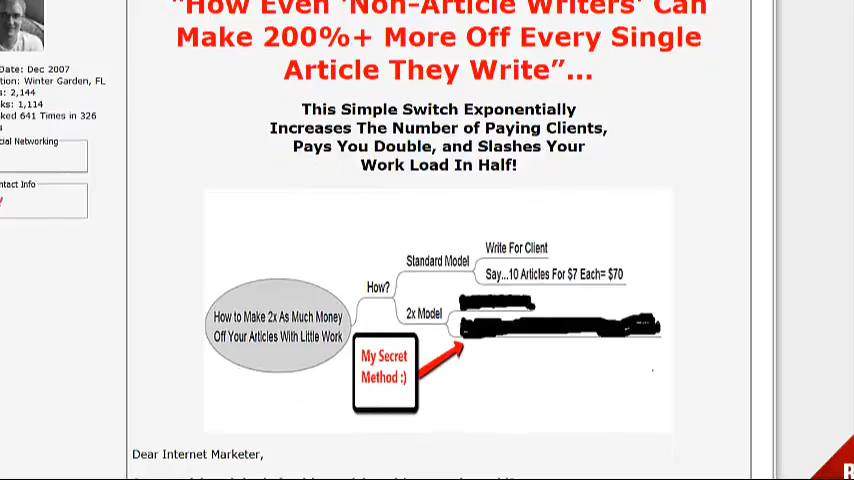 "How Even 'Non-Article Writers' Can
Make 200%+ More Off Every Single
Article They Write”...
This Simple Switch Exponentially
Increases The Number of Paying Clients,
Pays You Double, and Slashes Your
Work Load In Half!
Date: Dec 2007
tion: Winter Garden, FL
s: 2,144
ks: 1,114
ked 641 Times in 326
s
cial Networking
ntact Info
How to Make 2x As Much Money
Off Your Articles With Little Work
How?
Standard Model
Write For Client
Say...10 Articles For $7 Each= $70
2x Model
My Secret
Method :)
Dear Internet Marketer,